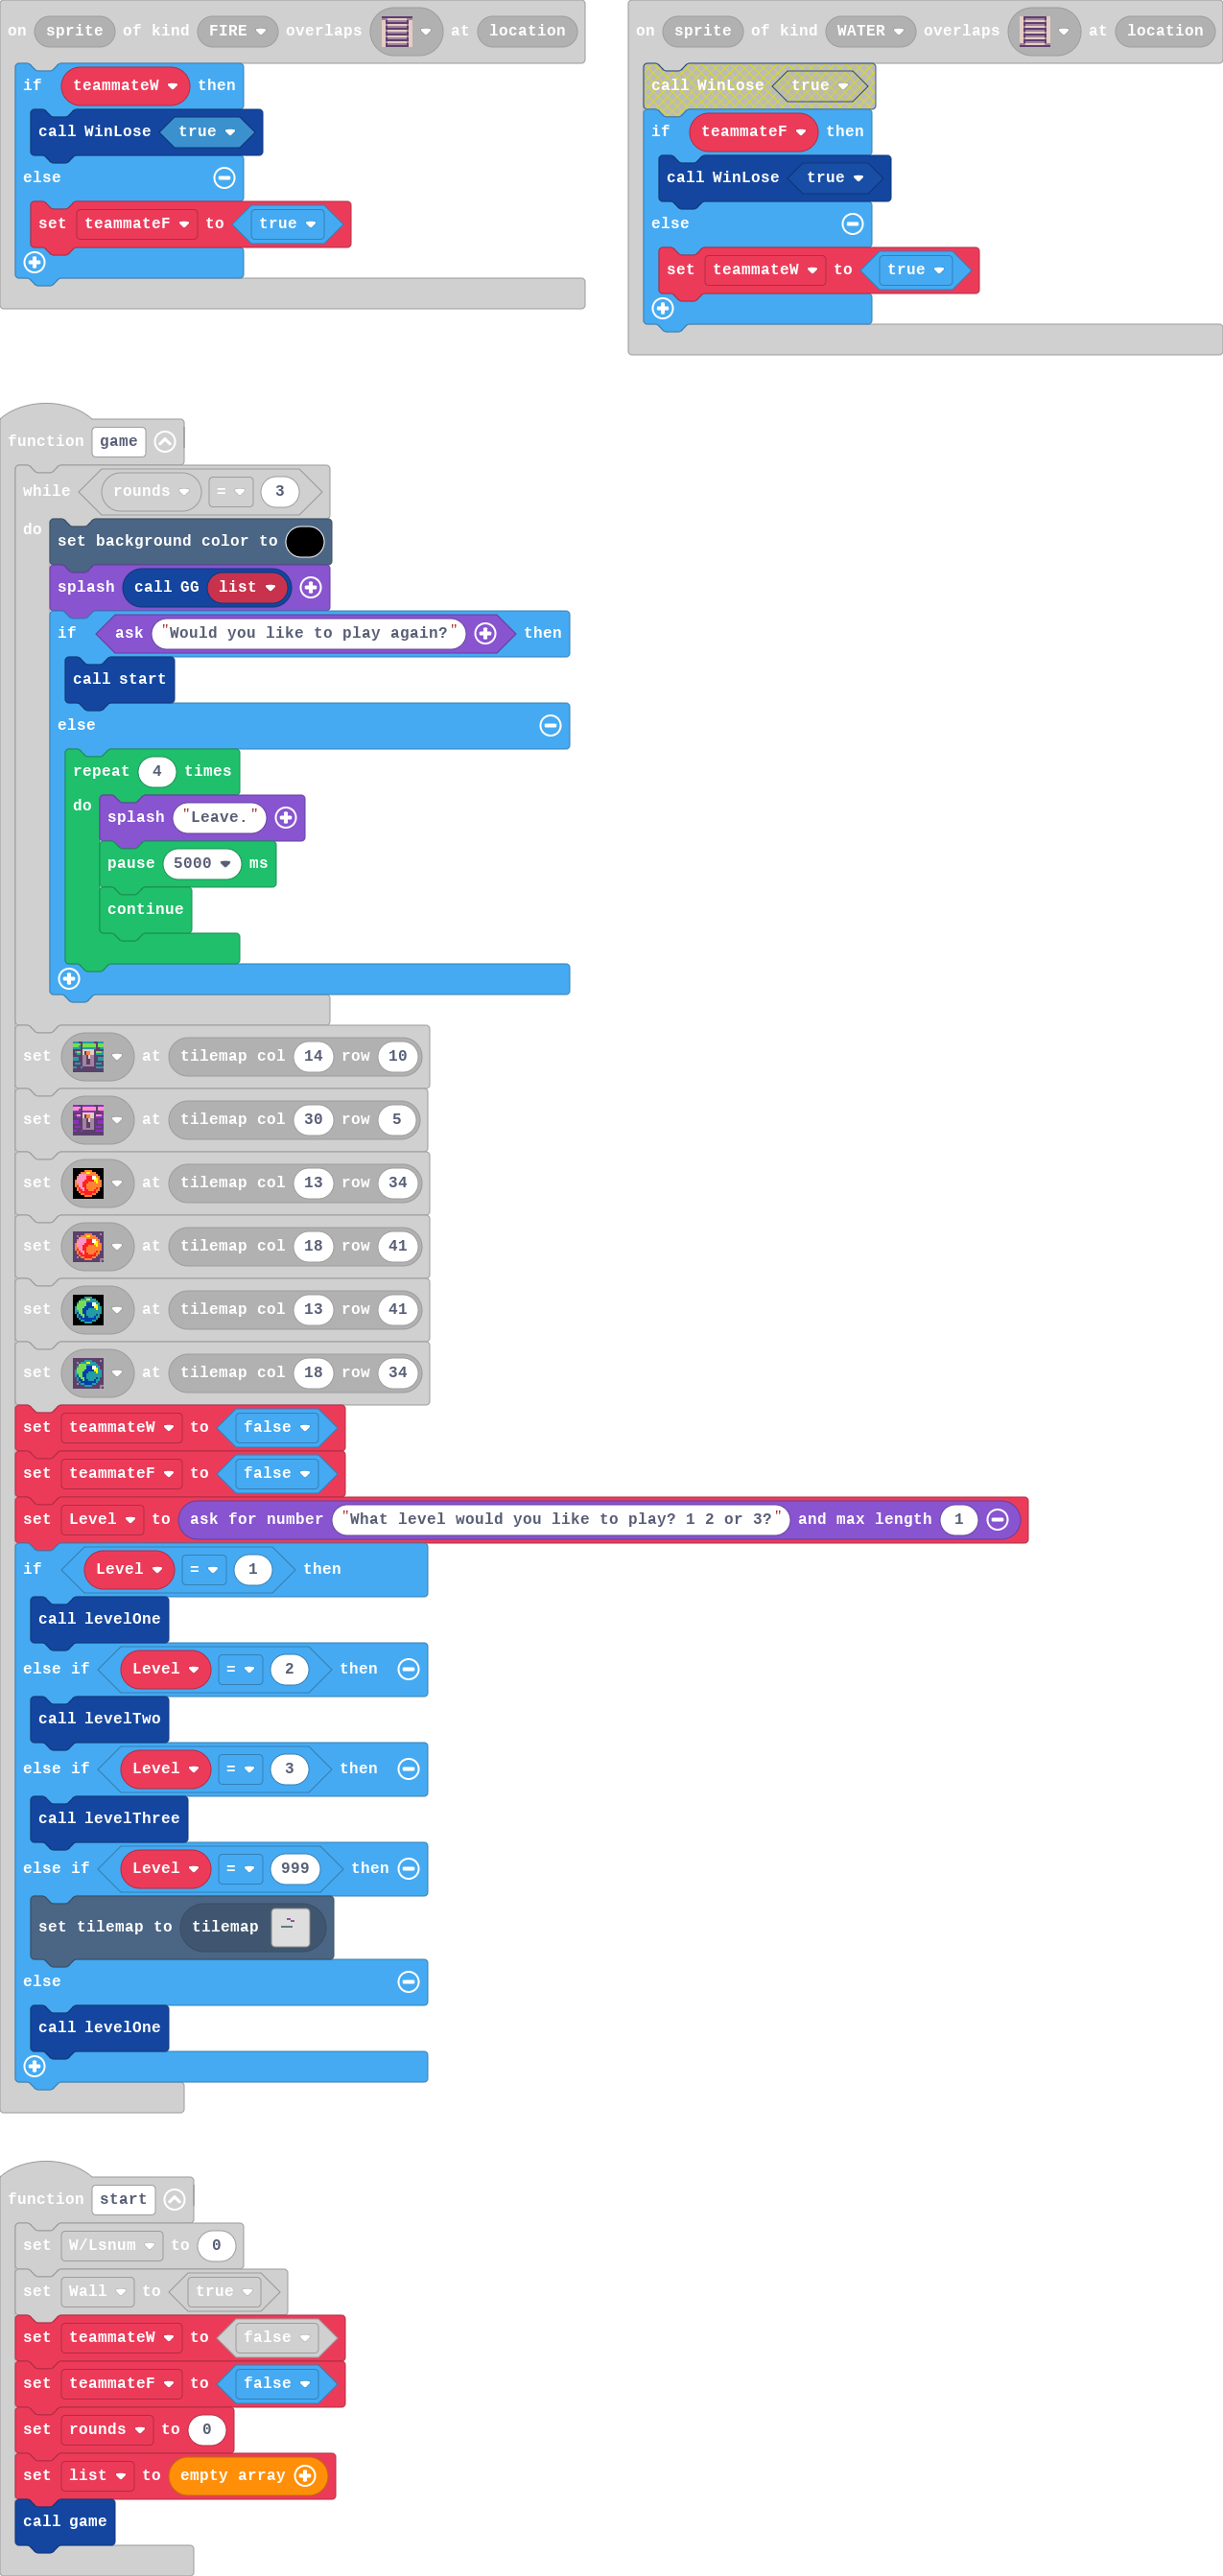 on sprite of kind FIRE overlaps at location
if teammateW then
call WinLose true
else
set teammateF to true
on sprite of kind WATER overlaps at location
call WinLose true
if teammateF then
call WinLose true
else
set teammateW to true
function game
while rounds = 3
do
set background color to
splash call GG list
if ask "Would you like to play again?" then
call start
else
repeat 4 times
do
splash "Leave."
pause 5000 ms
continue
set at tilemap col 14 row 10
set at tilemap col 30 row 5
set at tilemap col 13 row 34
set at tilemap col 18 row 41
set at tilemap col 13 row 41
set at tilemap col 18 row 34
set teammateW to false
set teammateF to false
set Level to ask for number "What level would you like to play? 1 2 or 3?" and max length 1
if Level = 1 then
call levelOne
else if Level = 2 then
call levelTwo
else if Level = 3 then
call levelThree
else if Level = 999 then
set tilemap to tilemap
else
call levelOne
function start
set W/Lsnum to 0
set Wall to true
set teammateW to false
set teammateF to false
set rounds to 0
set list to empty array
call game